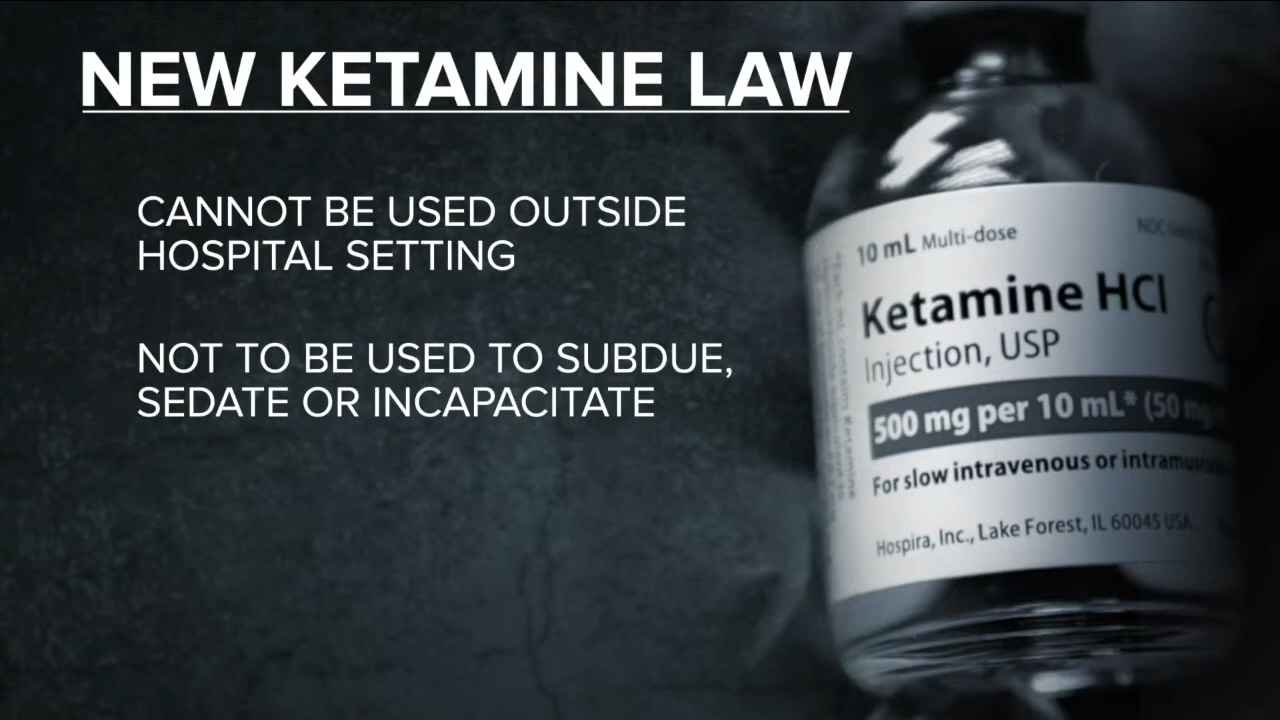 NEW KETAMINE LAW
CANNOT BE USED OUTSIDE
HOSPITAL SETTING
NOT TO BE USED TO SUBDUE,
SEDATE OR INCAPACITATE
10 mL Multi-dose
Ketamine HCl
Injection, USP
500 mg per 10 mL* (50 mg
For slow intravenous or
Hospira, Inc., Lake Forest, IL 60045 USA